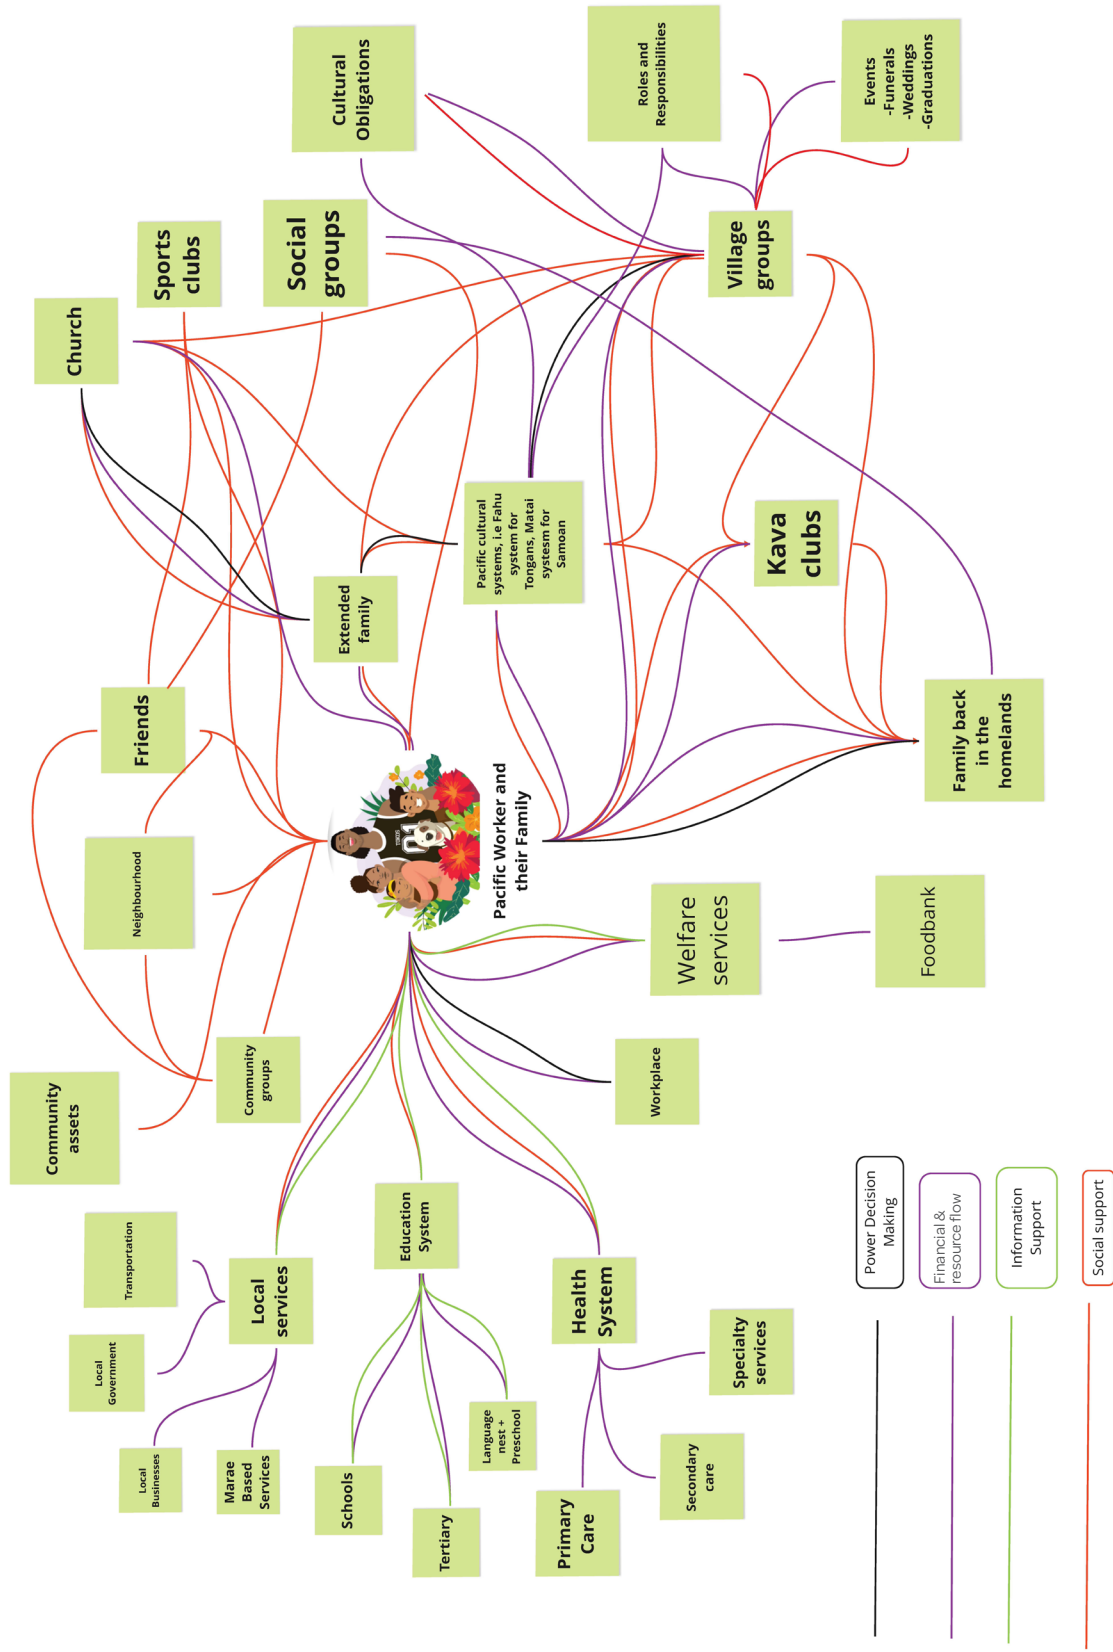 Community
assets
Church
Transportation
Neighbourhood
Friends
Sports
clubs
Local
Government
Local
Businesses
Community
groups
Social
groups
Cultural
Obligations
Marae
Based
Services
Local
services
Extended
family
Schools
Education
System
TOKOS
01
Pacific Worker and
their Family
Pacific cultural
systems, i.e Fahu
system for
Tongans, Matai
systesm for
Samoan
Tertiary
Language
nest +
Preschool
Roles and
Responsibilities
Primary
Care
Health
System
Workplace
Welfare
services
Secondary
care
Specialty
services
Kava
clubs
Village
groups
Events
-Funerals
-Weddings
-Graduations
Foodbank
Family back
in the
homelands
Power Decision
Making
Financial &
resource flow
Information
Support
Social support